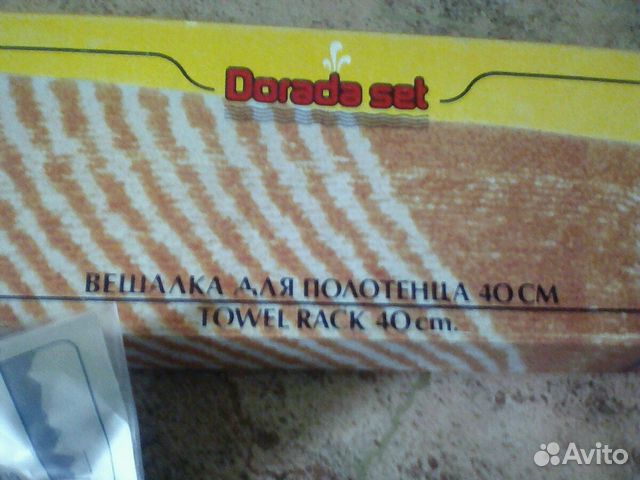 Dorada set
ВЕШАЛКА ДЛЯ ПОЛОТЕНЦА 40 СМ
TOWEL RACK 40 cm.
Avito